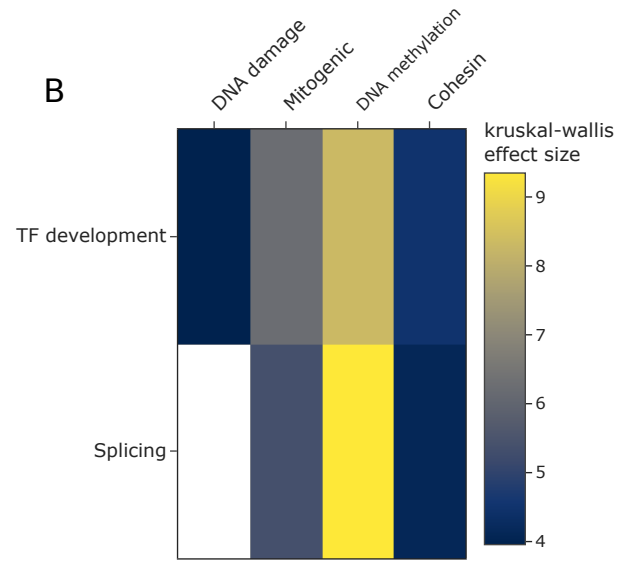 B
DNA damage
Mitogenic
DNA methylation
Cohesin
kruskal-wallis
effect size
TF development
Splicing
9
8
7
6
5
4